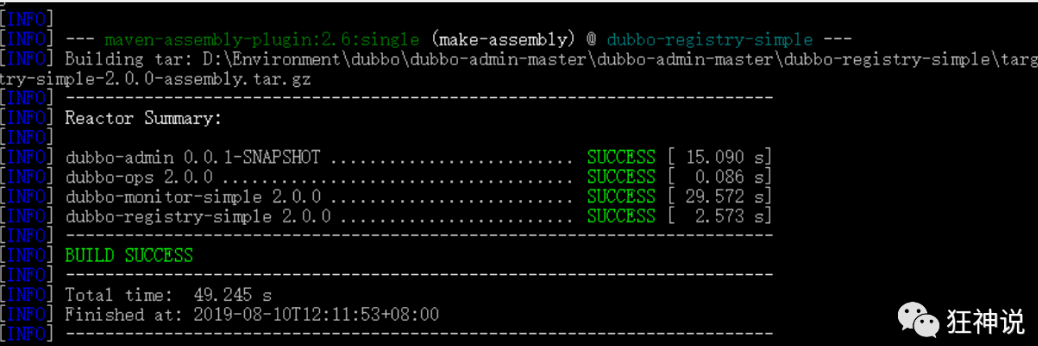 [INFO]
[INFO] --- maven-assembly-plugin:2.6:single (make-assembly) @ dubbo-registry-simple ---
[INFO] Building tar: D:\Environment\dubbo\dubbo-admin-master\dubbo-admin-master\dubbo-registry-simple\targ
try-simple-2.0.0-assembly.tar.gz
[INFO] ------------------------------------------------------------------------
[INFO] Reactor Summary:
[INFO]
[INFO] dubbo-admin 0.0.1-SNAPSHOT ......................... SUCCESS [ 15.090 s]
[INFO] dubbo-ops 2.0.0 .................................... SUCCESS [  0.086 s]
[INFO] dubbo-monitor-simple 2.0.0 ......................... SUCCESS [ 29.572 s]
[INFO] dubbo-registry-simple 2.0.0 ........................ SUCCESS [  2.573 s]
[INFO] ------------------------------------------------------------------------
[INFO] BUILD SUCCESS
[INFO] ------------------------------------------------------------------------
[INFO] Total time:  49.245 s
[INFO] Finished at: 2019-08-10T12:11:53+08:00
[INFO] ------------------------------------------------------------------------
狂神说